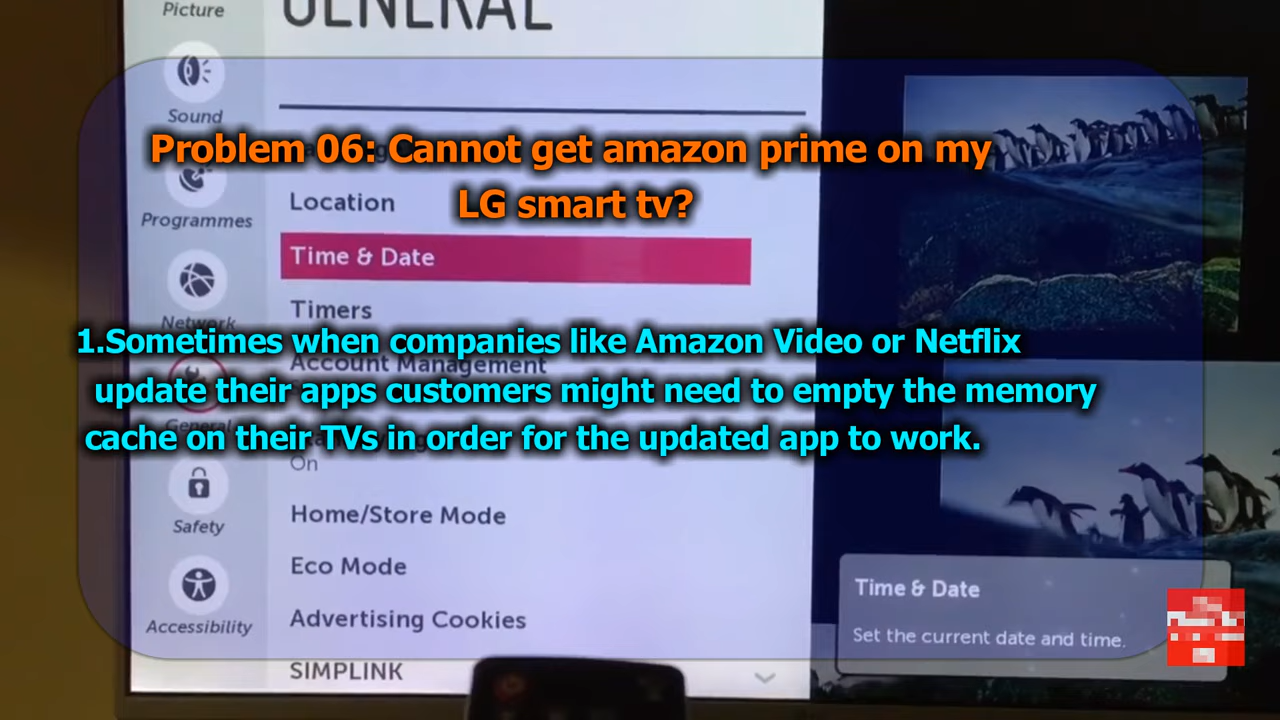 Picture
GENERAL
Sound
Problem 06: Cannot get amazon prime on my
LG smart tv?
Programmes
Location
Time & Date
Network
Timers
1.Sometimes when companies like Amazon Video or Netflix
Account Management
update their apps customers might need to empty the memory
cache on their TVs in order for the updated app to work.
General
On
Safety
Home/Store Mode
Eco Mode
Accessibility
Advertising Cookies
SIMPLINK
Time & Date
Set the current date and time.